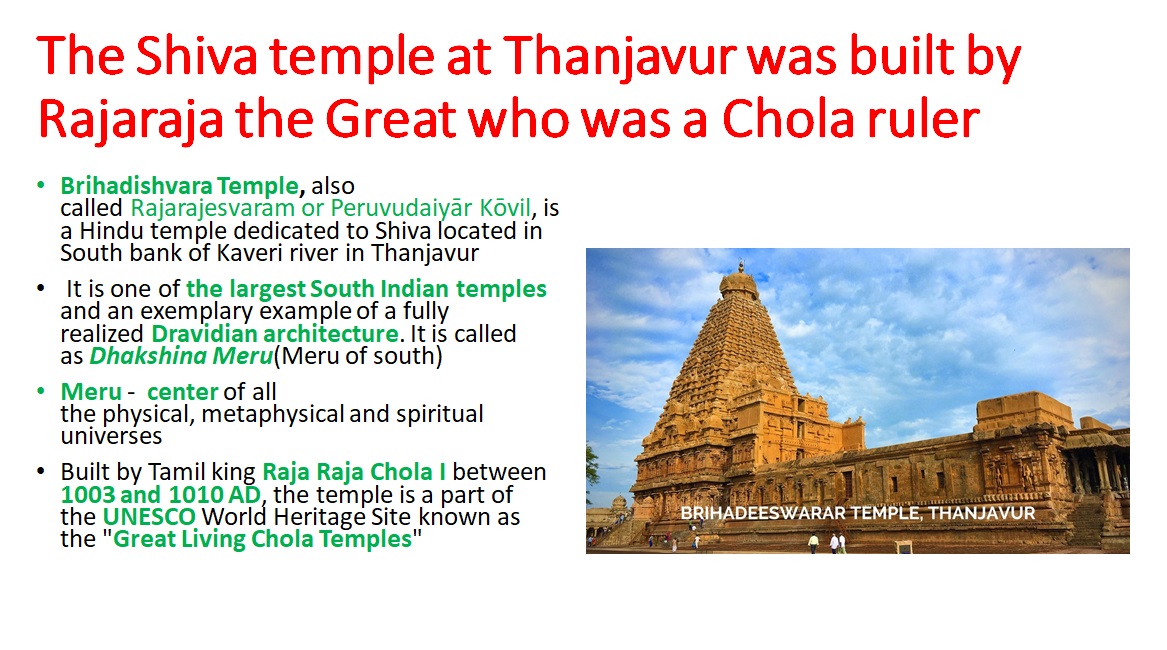 The Shiva temple at Thanjavur was built by
Rajaraja the Great who was a Chola ruler
• Brihadishvara Temple, also
called Rajarajesvaram or Peruvudaiyār Kōvil, is
a Hindu temple dedicated to Shiva located in
South bank of Kaveri river in Thanjavur
• It is one of the largest South Indian temples
and an exemplary example of a fully
realized Dravidian architecture. It is called
as Dhakshina Meru(Meru of south)
• Meru - center of all
the physical, metaphysical and spiritual
universes
• Built by Tamil king Raja Raja Chola I between
1003 and 1010 AD, the temple is a part of
the UNESCO World Heritage Site known as
the "Great Living Chola Temples"
BRIHADEESWARAR TEMPLE, THANJAVUR